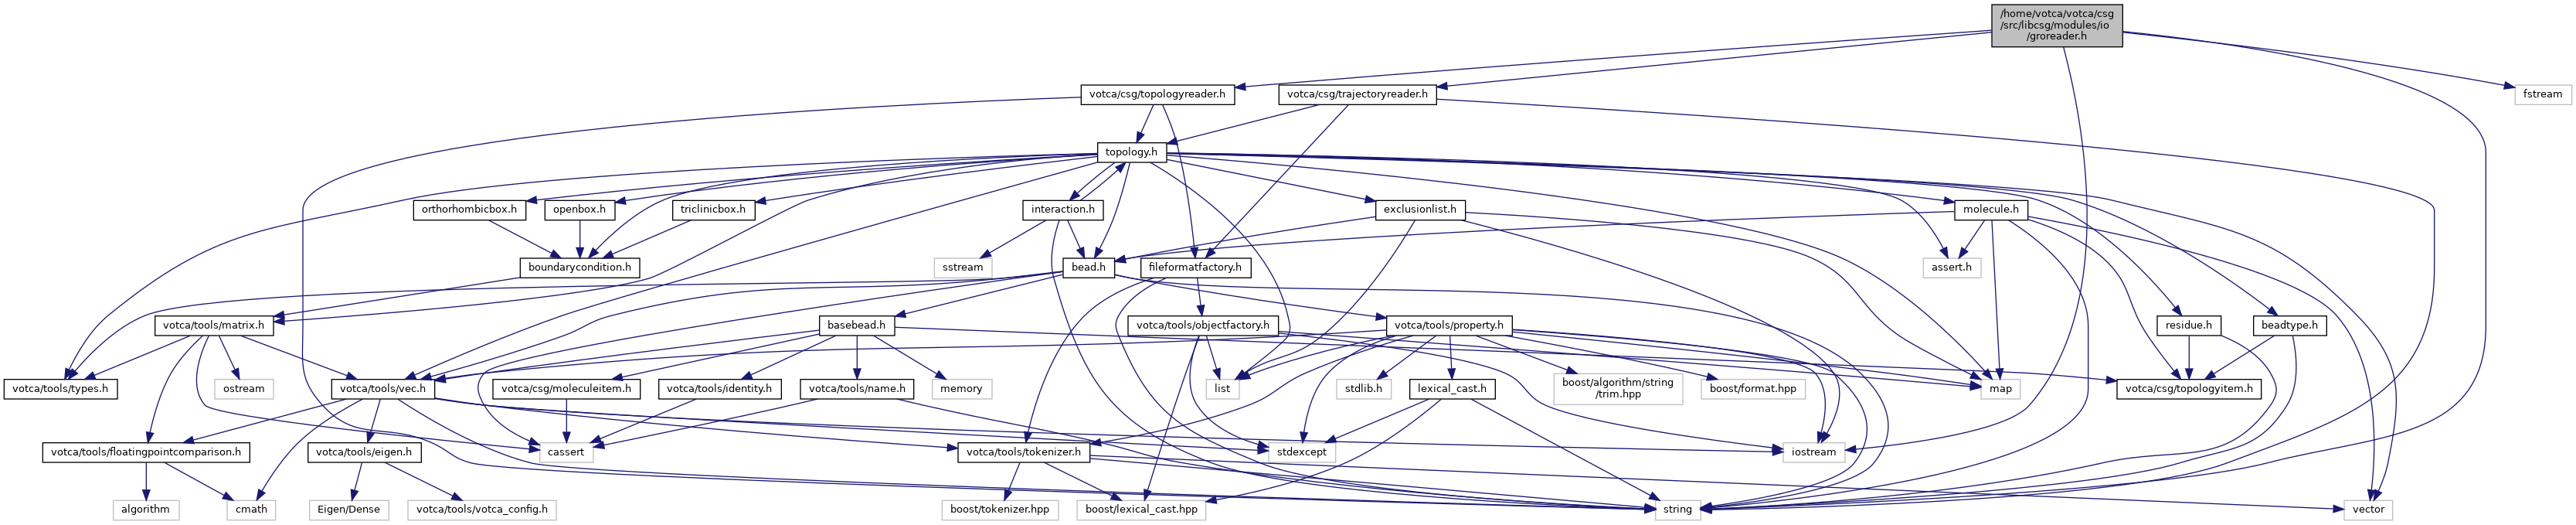 /home/votca/votca/csg
/src/libcsg/modules/io
/groreader.h
votca/csg/topologyreader.h
votca/csg/trajectoryreader.h
fstream
topology.h
orthorhombicbox.h
openbox.h
triclinicbox.h
interaction.h
exclusionlist.h
molecule.h
boundarycondition.h
sstream
bead.h
fileformatfactory.h
assert.h
votca/tools/matrix.h
basebead.h
votca/tools/objectfactory.h
votca/tools/property.h
residue.h
beadtype.h
votca/tools/types.h
ostream
votca/tools/vec.h
votca/csg/moleculeitem.h
votca/tools/identity.h
votca/tools/name.h
memory
list
stdlib.h
lexical_cast.h
boost/algorithm/string
/trim.hpp
boost/format.hpp
map
votca/csg/topologyitem.h
votca/tools/floatingpointcomparison.h
votca/tools/eigen.h
cassert
votca/tools/tokenizer.h
stdexcept
iostream
algorithm
cmath
Eigen/Dense
votca/tools/votca_config.h
boost/tokenizer.hpp
boost/lexical_cast.hpp
string
vector